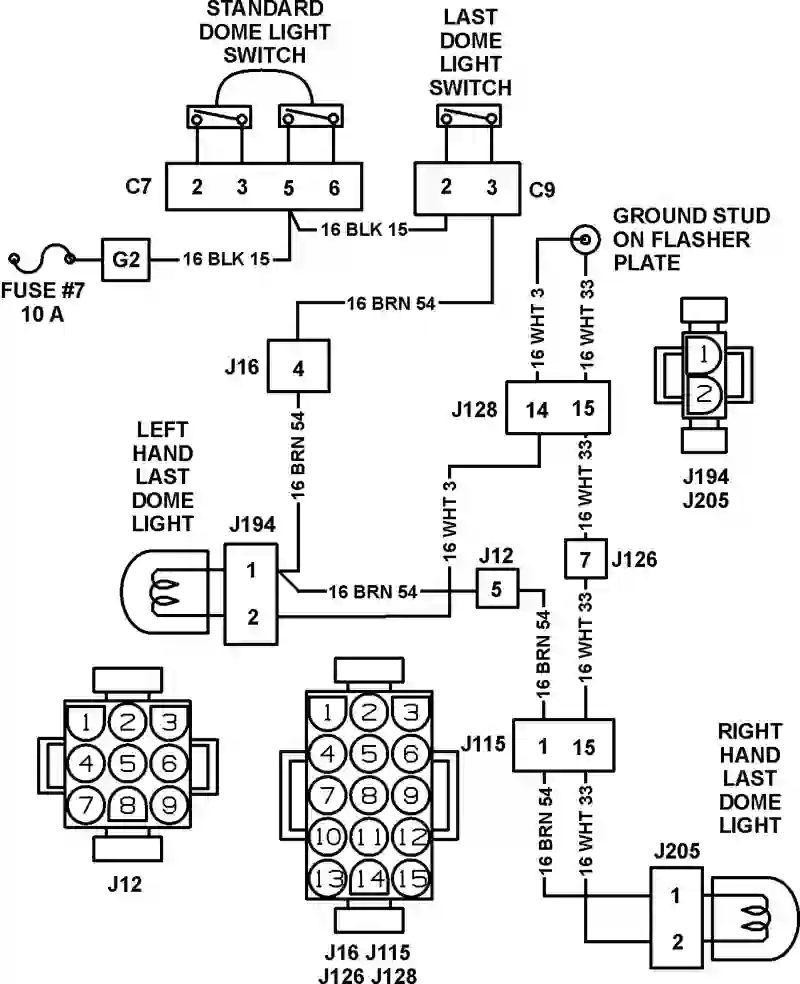 STANDARD
DOME LIGHT
SWITCH
LAST
DOME
LIGHT
SWITCH
C7
2 3 5 6
2 3
C9
16 BLK 15
GROUND STUD
ON FLASHER
PLATE
G2
16 BLK 15
FUSE #7
10 A
16 BRN 54
16 WHT 3
16 WHT 33
J16
4
1
2
J128
14 15
J194
J205
LEFT
HAND
LAST
DOME
LIGHT
16 BRN 54
16 WHT 3
16 WHT 33
J194
1
2
16 BRN 54
J12
5
7
J126
16 BRN 54
16 WHT 33
1 2 3
4 5 6
7 8 9
J12
1 2 3
4 5 6
7 8 9
10 11 12
13 14 15
J16 J115
J126 J128
J115
1 15
RIGHT
HAND
LAST
DOME
LIGHT
16 BRN 54
16 WHT 33
J205
1
2